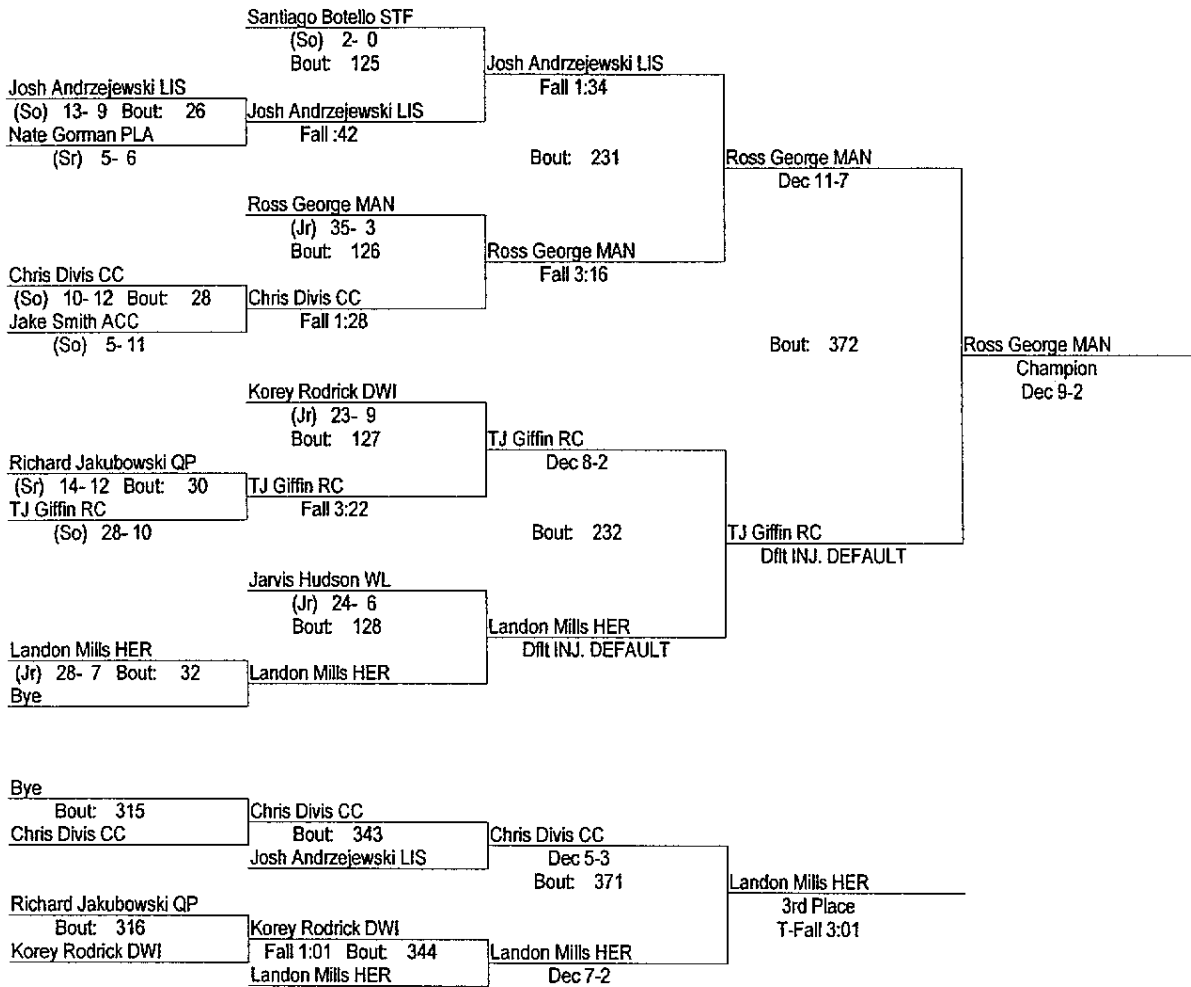 Santiago Botello STF
(So) 2- 0
Bout: 125
Josh Andrzejewski LIS
Fall 1:34
Josh Andrzejewski LIS
(So) 13- 9 Bout: 26
Josh Andrzejewski LIS
Nate Gorman PLA
Fall :42
(Sr) 5- 6
Bout: 231
Ross George MAN
Dec 11-7
Ross George MAN
(Jr) 35- 3
Bout: 126
Ross George MAN
Fall 3:16
Chris Divis CC
(So) 10- 12 Bout: 28
Chris Divis CC
Jake Smith ACC
Fall 1:28
(So) 5- 11
Bout: 372
Ross George MAN
Champion
Dec 9-2
Korey Rodrick DWI
(Jr) 23- 9
Bout: 127
TJ Giffin RC
Dec 8-2
Richard Jakubowski QP
(Sr) 14- 12 Bout: 30
TJ Giffin RC
TJ Giffin RC
Fall 3:22
(So) 28- 10
Bout: 232
TJ Giffin RC
Dflt INJ. DEFAULT
Jarvis Hudson WL
(Jr) 24- 6
Bout: 128
Landon Mills HER
Dflt INJ. DEFAULT
Landon Mills HER
(Jr) 28- 7 Bout: 32
Landon Mills HER
Bye
Bye
Bout: 315
Chris Divis CC
Chris Divis CC
Bout: 343
Chris Divis CC
Josh Andrzejewski LIS
Dec 5-3
Bout: 371
Landon Mills HER
3rd Place
T-Fall 3:01
Richard Jakubowski QP
Bout: 316
Korey Rodrick DWI
Korey Rodrick DWI
Fall 1:01 Bout: 344
Landon Mills HER
Landon Mills HER
Dec 7-2